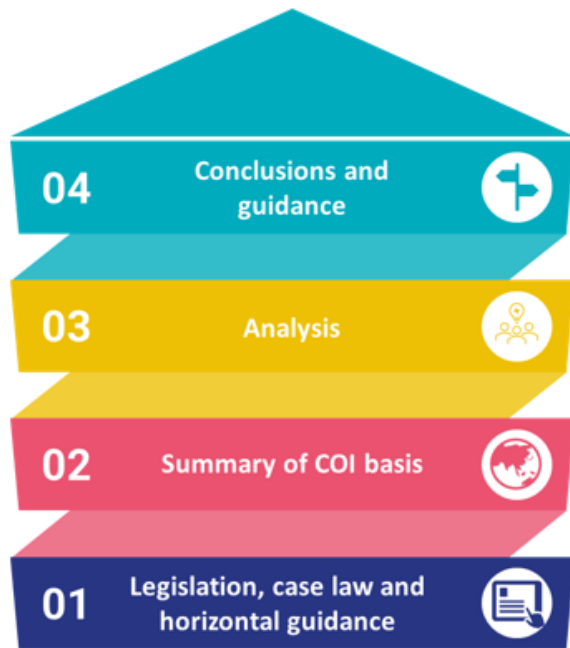 04
Conclusions and
guidance
03
Analysis
02
Summary of COI basis
01
Legislation, case law and
horizontal guidance